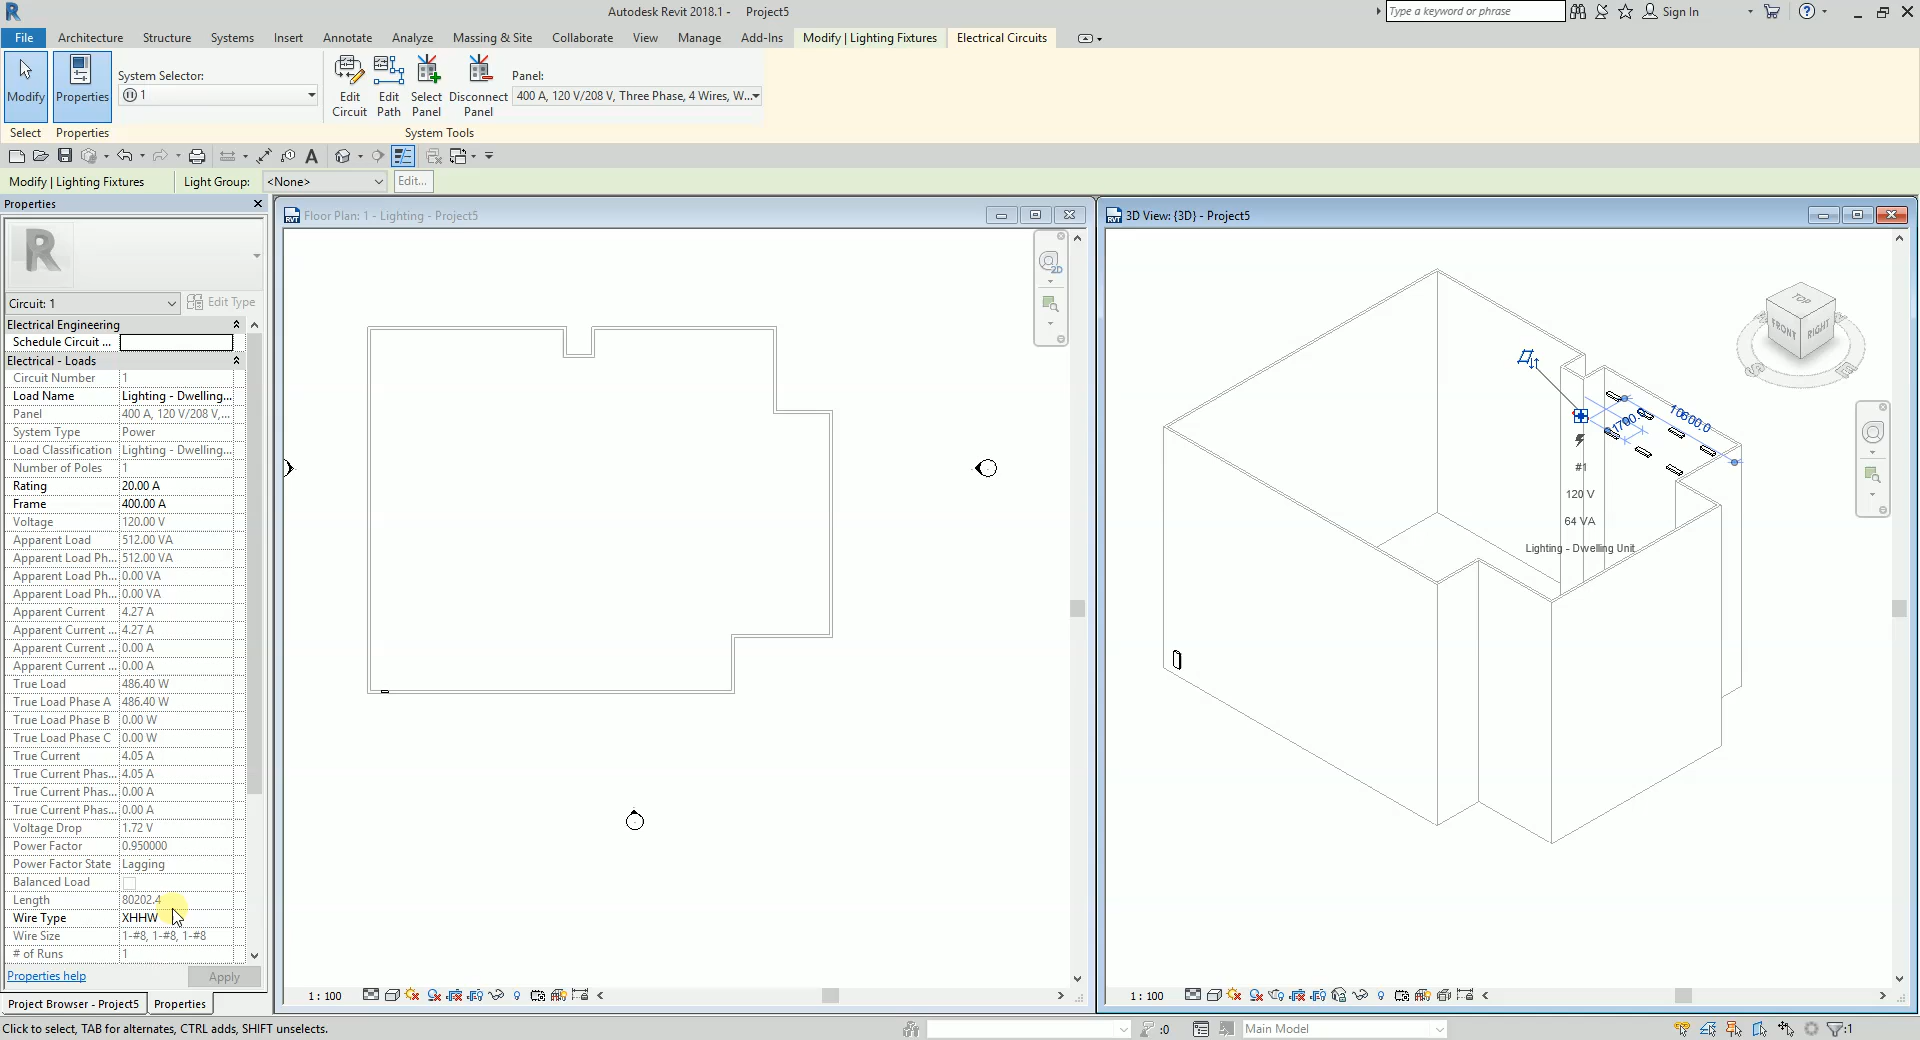 Autodesk Revit 2018.1 - Project5
Type a keyword or phrase
Sign In
File Architecture Structure Systems Insert Annotate Analyze Massing & Site Collaborate View Manage Add-Ins Modify | Lighting Fixtures Electrical Circuits
Modify
Properties
System Selector:
1
Edit Circuit
Edit Path
Select Panel
Disconnect Panel
Panel:
400 A, 120 V/208 V, Three Phase, 4 Wires, W...
Select Properties System Tools
Modify | Lighting Fixtures Light Group: <None> Edit...
Properties
Circuit: 1 Edit Type
Electrical Engineering
Schedule Circuit ...
Electrical - Loads
Circuit Number 1
Load Name Lighting - Dwelling...
Panel 400 A, 120 V/208 V,...
System Type Power
Load Classification Lighting - Dwelling...
Number of Poles 1
Rating 20.00 A
Frame 400.00 A
Voltage 120.00 V
Apparent Load 512.00 VA
Apparent Load Ph... 512.00 VA
Apparent Load Ph... 0.00 VA
Apparent Load Ph... 0.00 VA
Apparent Current 4.27 A
Apparent Current ... 4.27 A
Apparent Current ... 0.00 A
Apparent Current ... 0.00 A
True Load 486.40 W
True Load Phase A 486.40 W
True Load Phase B 0.00 W
True Load Phase C 0.00 W
True Current 4.05 A
True Current Phas... 4.05 A
True Current Phas... 0.00 A
True Current Phas... 0.00 A
Voltage Drop 1.72 V
Power Factor 0.950000
Power Factor State Lagging
Balanced Load
Length 80202.4
Wire Type XHHW
Wire Size 1-#8, 1-#8, 1-#8
# of Runs 1
Properties help Apply
Project Browser - Project5 Properties
Floor Plan: 1 - Lighting - Project5
2D
1 : 100
3D View: {3D} - Project5
TOP
FRONT RIGHT
10600.0
#1
120 V
64 VA
Lighting - Dwelling Unit
1 : 100
Click to select, TAB for alternates, CTRL adds, SHIFT unselects.
:0
Main Model
:1